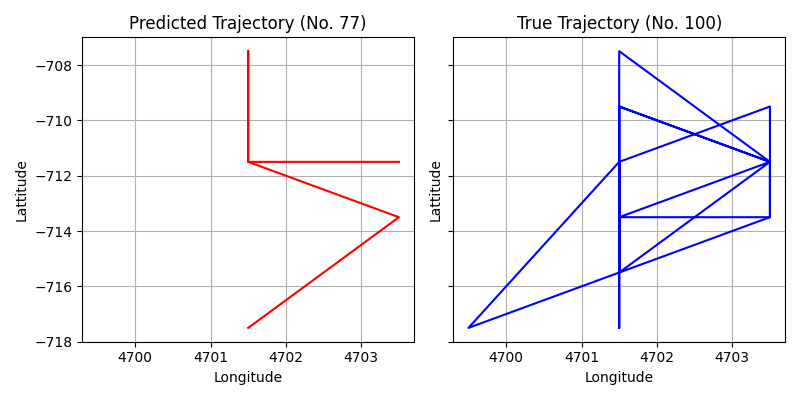 Predicted Trajectory (No. 77)
True Trajectory (No. 100)
Lattitude
−708
−710
−712
−714
−716
−718
4700 4701 4702 4703
Longitude
Lattitude
4700 4701 4702 4703
Longitude